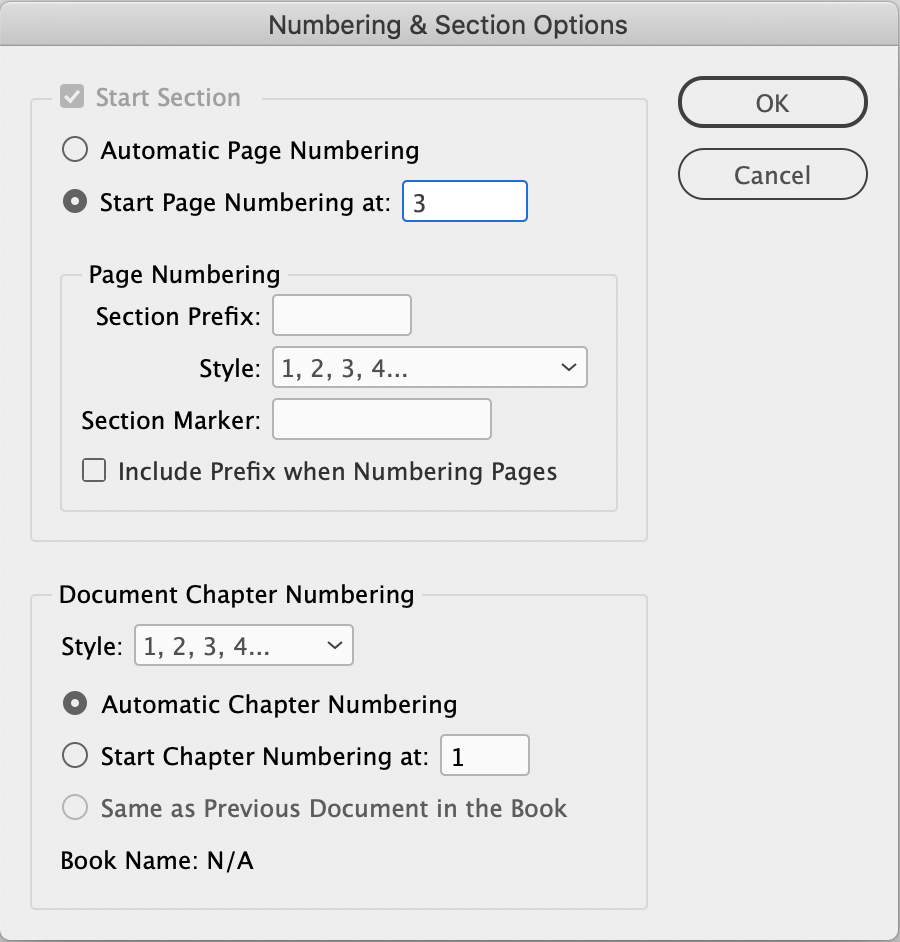 Numbering & Section Options
Start Section
OK
Automatic Page Numbering
Cancel
Start Page Numbering at: 3
Page Numbering
Section Prefix:
Style: 1, 2, 3, 4...
Section Marker:
Include Prefix when Numbering Pages
Document Chapter Numbering
Style: 1, 2, 3, 4...
Automatic Chapter Numbering
Start Chapter Numbering at: 1
Same as Previous Document in the Book
Book Name: N/A